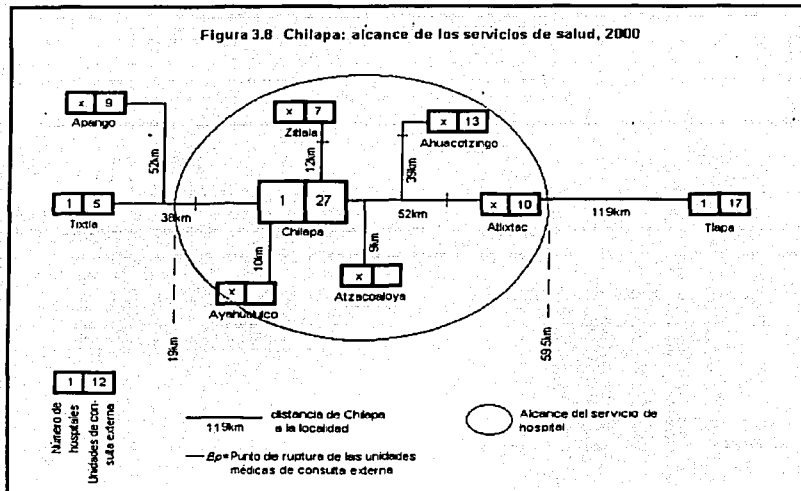 Figura 3.8 Chilapa: alcance de los servicios de salud, 2000
x 9
Apango
x 7
Zitlala
x 13
Ahuacotzingo
52km
12km
39km
1 5
Tixtla
38km
1 27
Chilapa
52km
x 10
Atlixtac
119km
1 17
Tlapa
10km
9km
x
Ayahualulco
x
Atzacoaloya
19km
59.5km
1 12
Número de hospitales
Unidades de consulta externa
distancia de Chilapa
a la localidad
119km
Bp=Punto de ruptura de las unidades
médicas de consulta externa
Alcance del servicio de
hospital